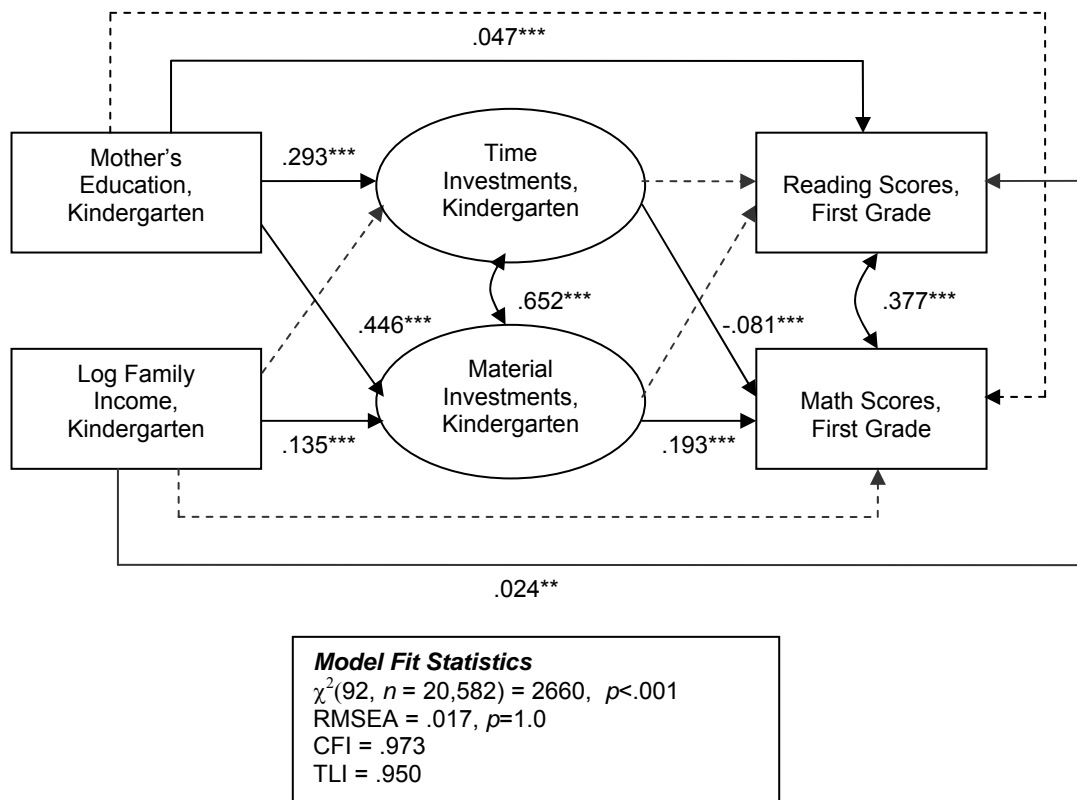 .047***
Mother's
Education,
Kindergarten
.293***
Time
Investments,
Kindergarten
Reading Scores,
First Grade
.446***
.652***
-.081***
.377***
Log Family
Income,
Kindergarten
.135***
Material
Investments,
Kindergarten
.193***
Math Scores,
First Grade
.024**
Model Fit Statistics
χ²(92, n = 20,582) = 2660, p<.001
RMSEA = .017, p=1.0
CFI = .973
TLI = .950